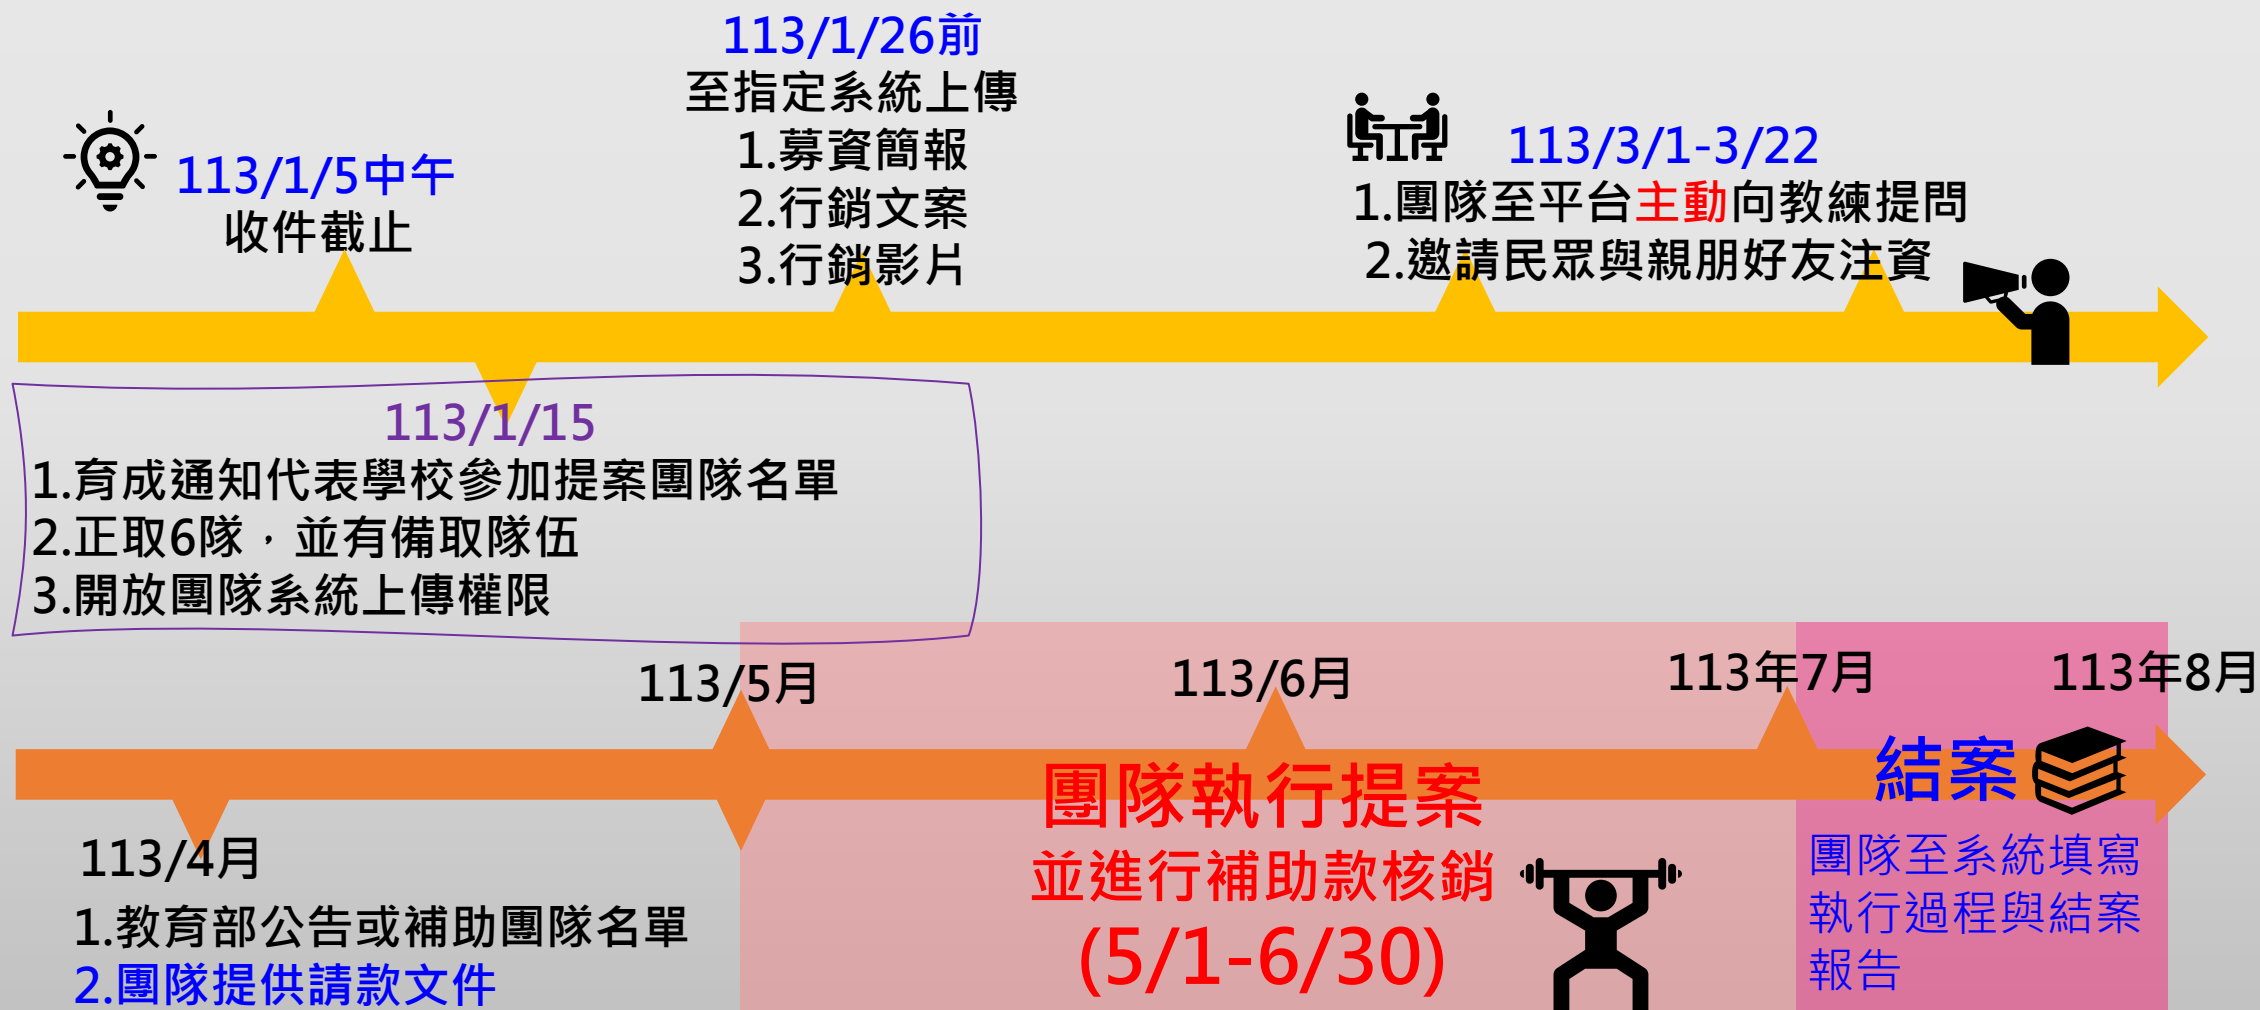 113/1/5中午
收件截止
113/1/26前
至指定系統上傳
1.募資簡報
2.行銷文案
3.行銷影片
113/3/1-3/22
1.團隊至平台主動向教練提問
2.邀請民眾與親朋好友注資
113/1/15
1.育成通知代表學校參加提案團隊名單
2.正取6隊，並有備取隊伍
3.開放團隊系統上傳權限
113/5月
113/6月
113年7月
113年8月
113/4月
1.教育部公告或補助團隊名單
2.團隊提供請款文件
團隊執行提案
並進行補助款核銷
(5/1-6/30)
結案
團隊至系統填寫
執行過程與結案
報告